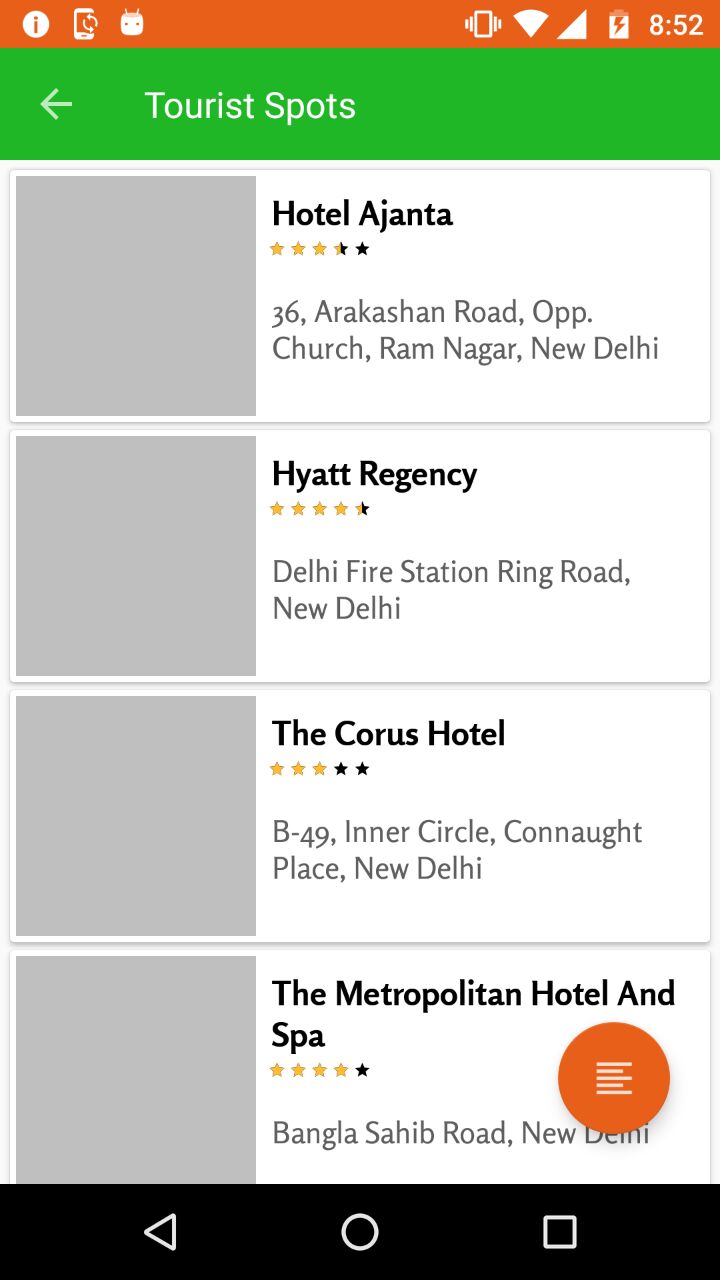 8:52
Tourist Spots
Hotel Ajanta
36, Arakashan Road, Opp.
Church, Ram Nagar, New Delhi
Hyatt Regency
Delhi Fire Station Ring Road,
New Delhi
The Corus Hotel
B-49, Inner Circle, Connaught
Place, New Delhi
The Metropolitan Hotel And
Spa
Bangla Sahib Road, New Delhi